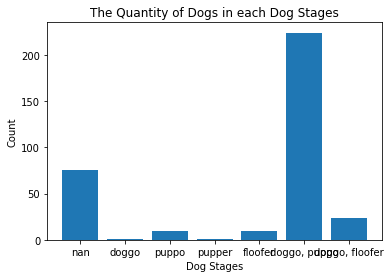 The Quantity of Dogs in each Dog Stages
Count
200
150
100
50
0
nan doggo puppo pupper floofer doggo, doggo, floofer
Dog Stages